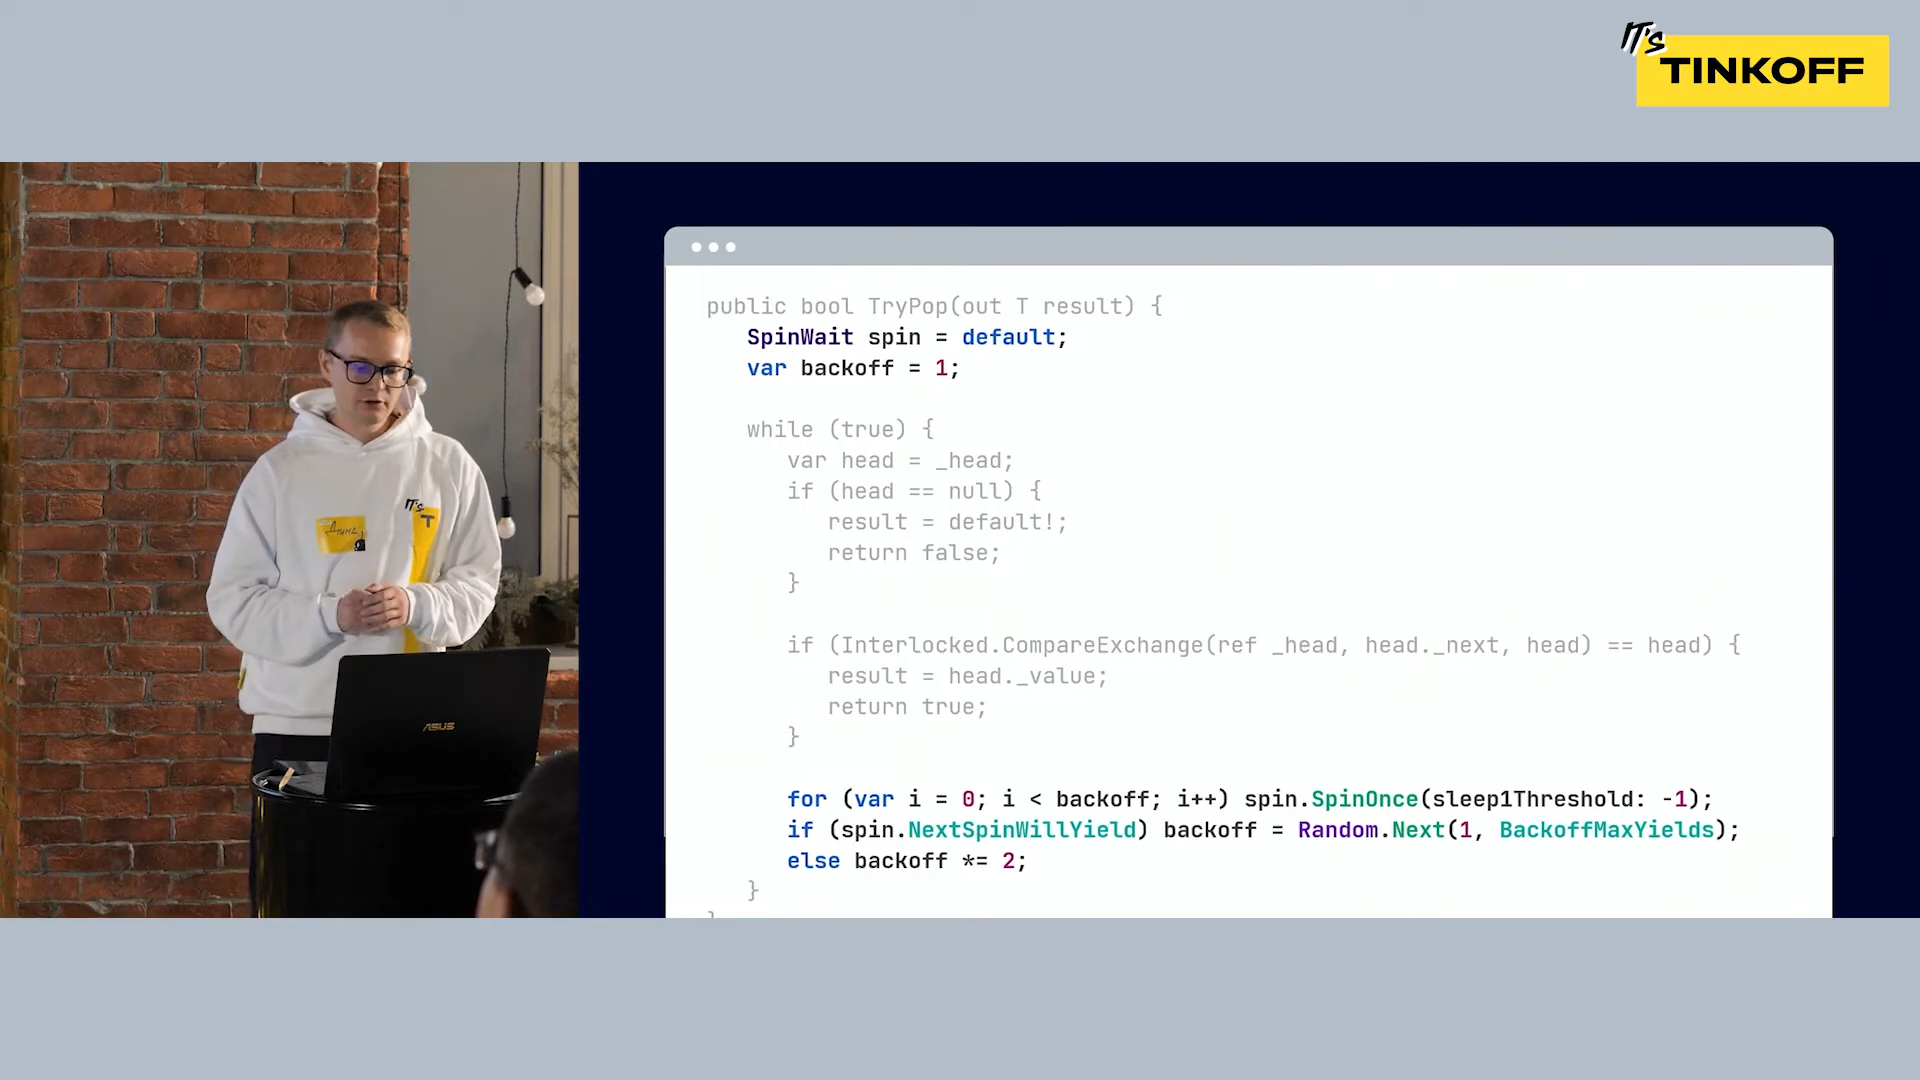 IT's
TINKOFF
public bool TryPop(out T result) {
SpinWait spin = default;
var backoff = 1;
while (true) {
var head = _head;
if (head == null) {
result = default!;
return false;
}
if (Interlocked.CompareExchange(ref _head, head._next, head) == head) {
result = head._value;
return true;
}
for (var i = 0; i < backoff; i++) spin.SpinOnce(sleep1Threshold: -1);
if (spin.NextSpinWillYield) backoff = Random.Next(1, BackoffMaxYields);
else backoff *= 2;
}
IT's
T
ASUS